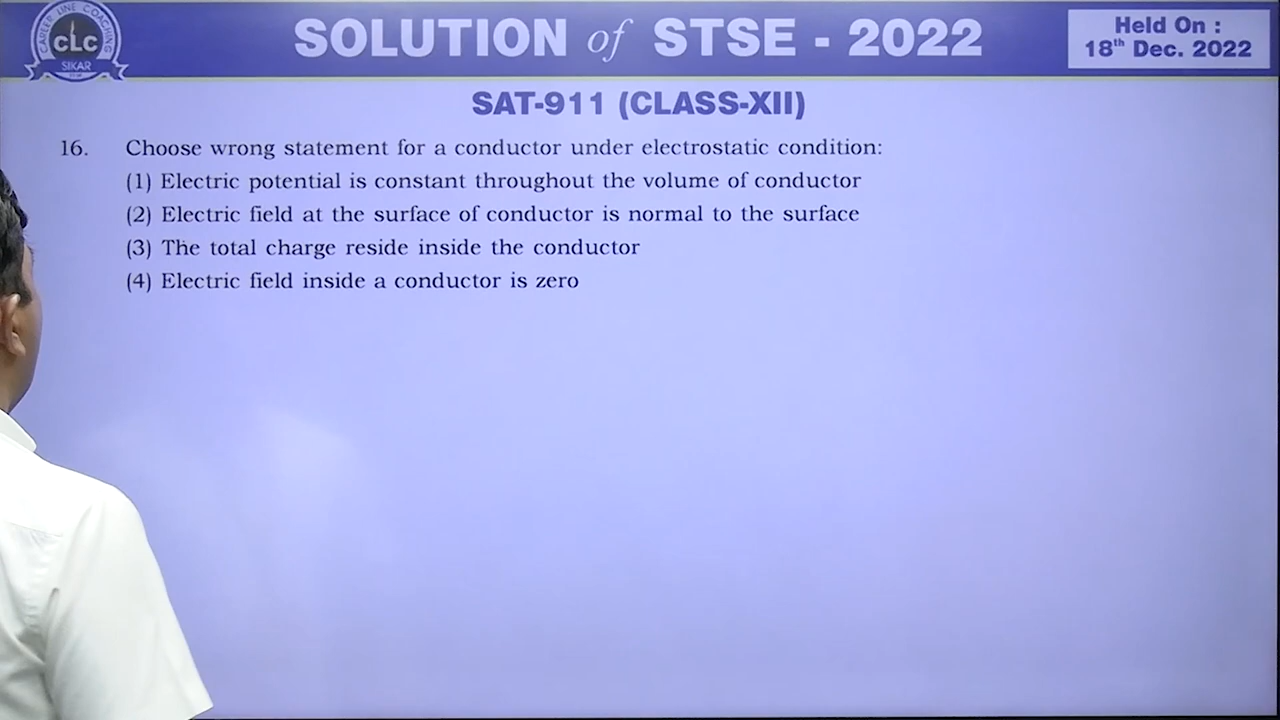 CAREER LINE COACHING
CLC
SIKAR
SOLUTION of STSE - 2022
Held On :
18th Dec. 2022
SAT-911 (CLASS-XII)
16. Choose wrong statement for a conductor under electrostatic condition:
(1) Electric potential is constant throughout the volume of conductor
(2) Electric field at the surface of conductor is normal to the surface
(3) The total charge reside inside the conductor
(4) Electric field inside a conductor is zero